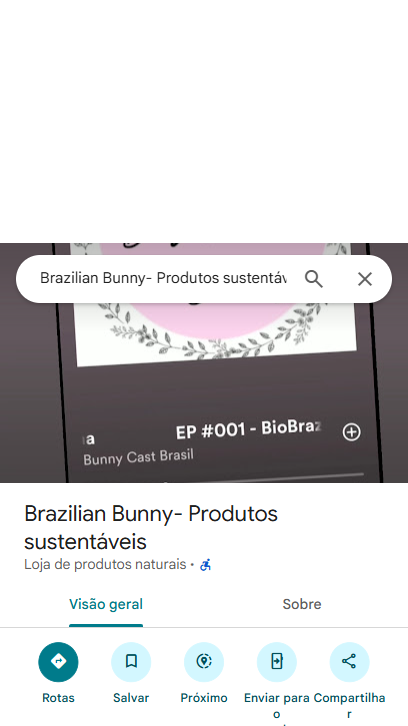 Brazilian Bunny- Produtos sustentáv
a
EP #001 - BioBraz
Bunny Cast Brasil
Brazilian Bunny- Produtos
sustentáveis
Loja de produtos naturais •
Visão geral
Sobre
Rotas
Salvar
Próximo
Enviar para o
Compartilhar